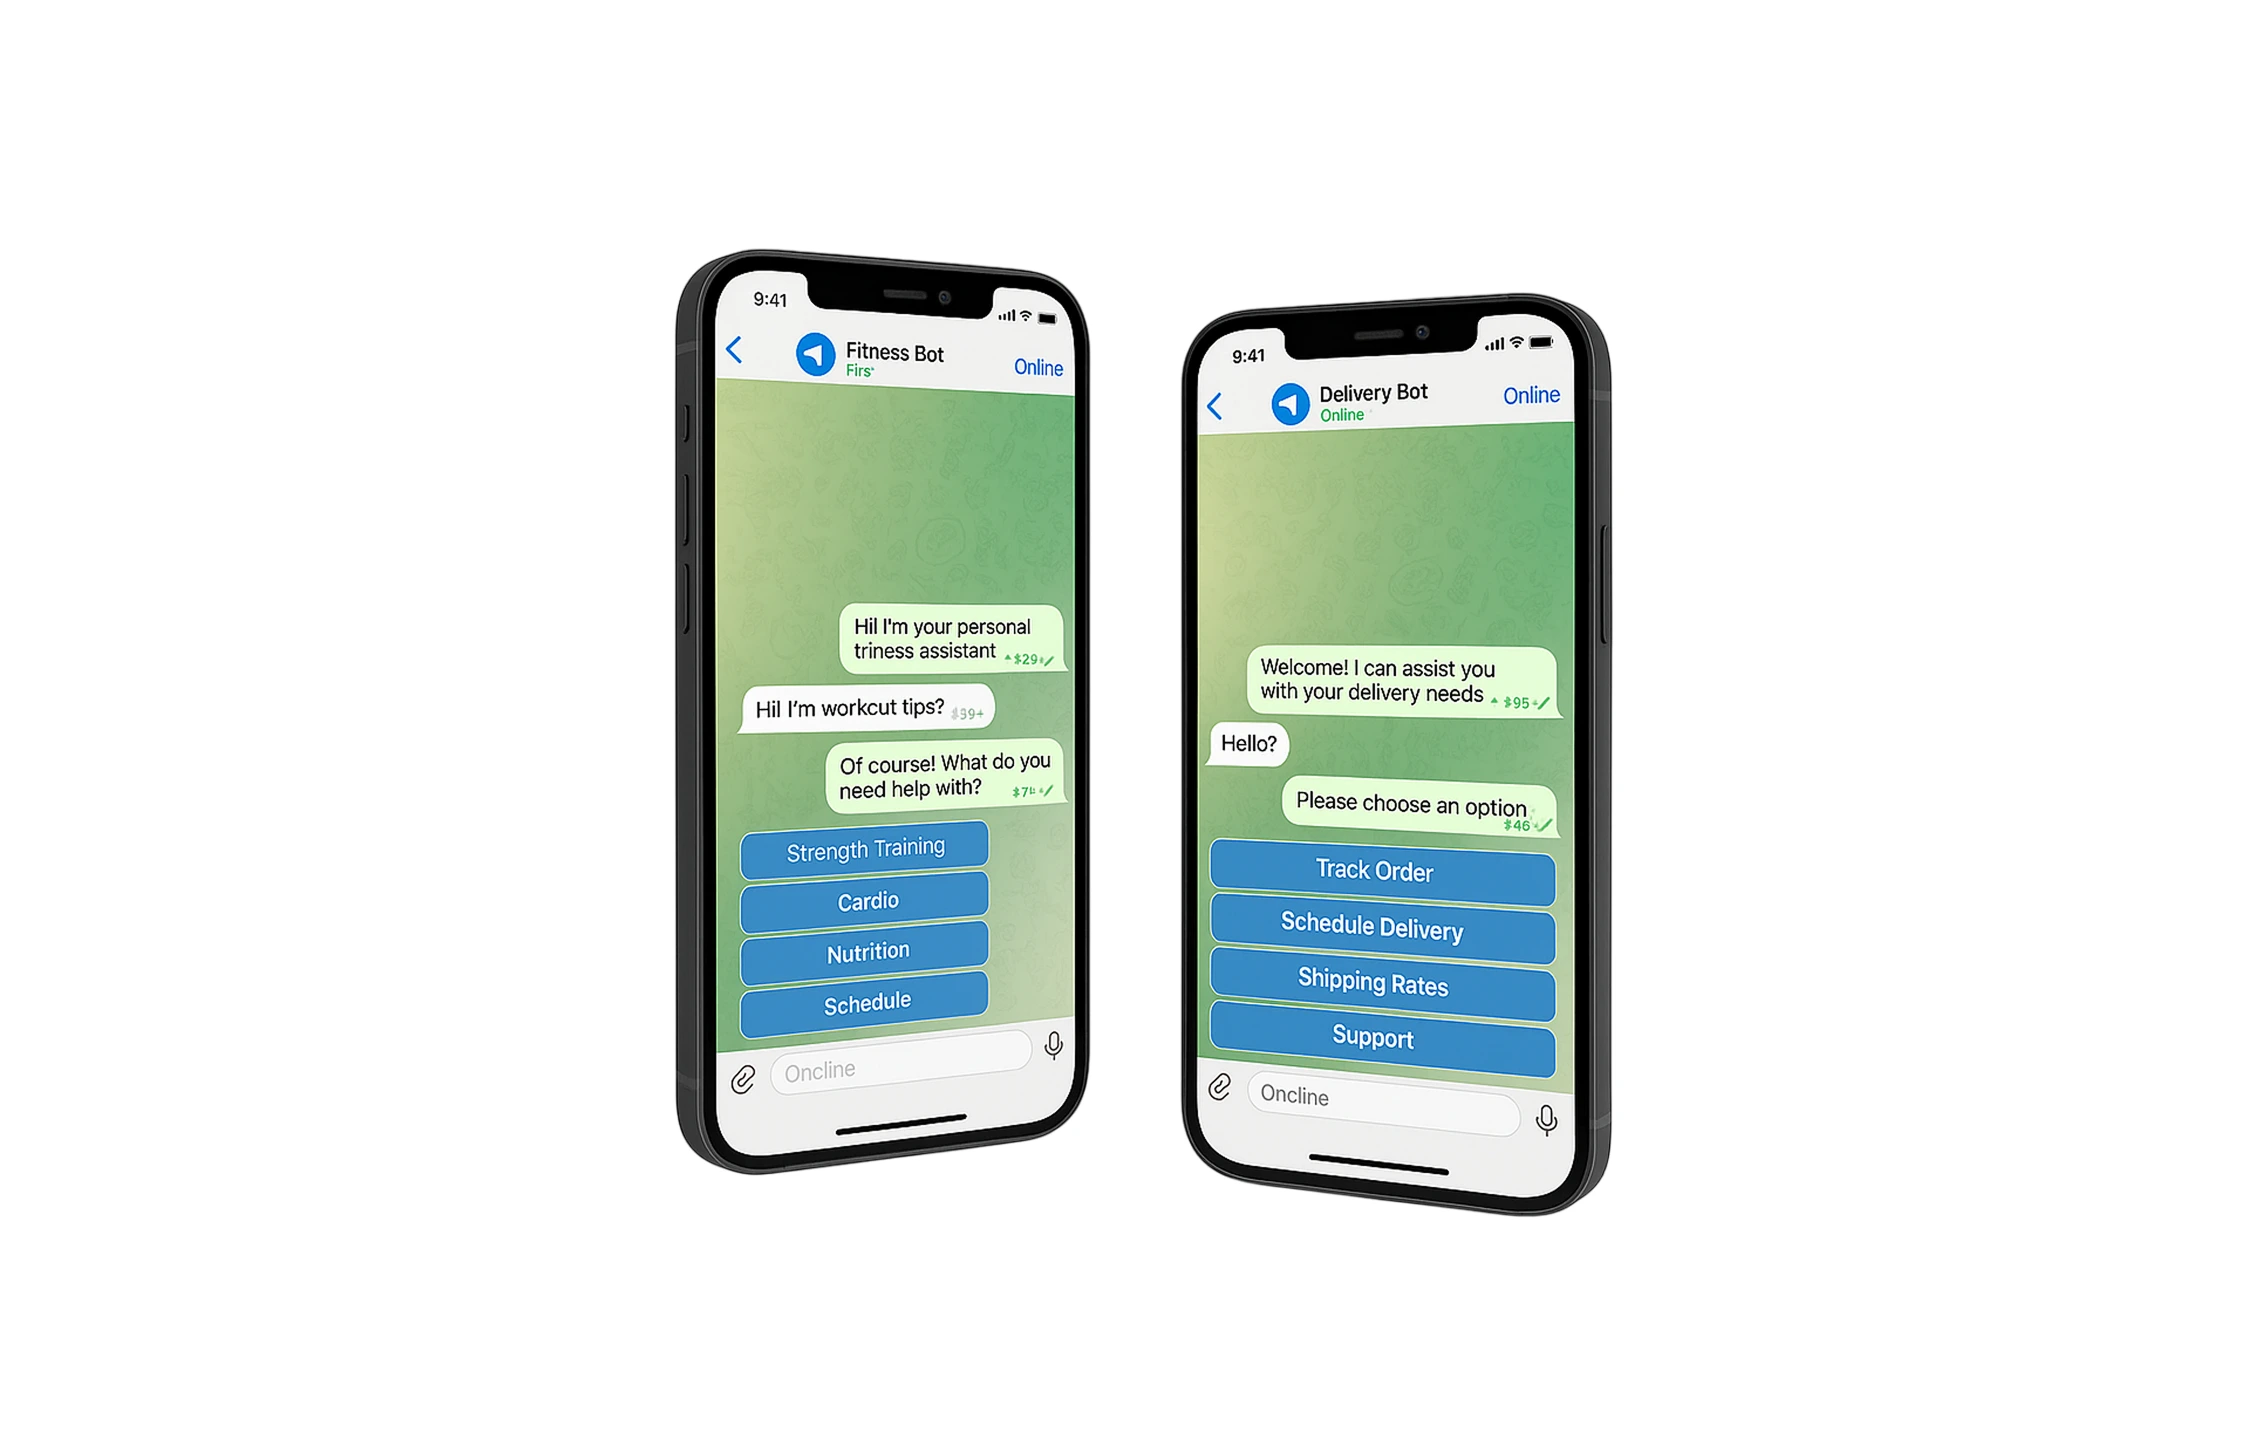 9:41
Fitness Bot
Firs
Online
Hil I'm your personal
triness assistant
Hil I'm workcut tips?
Of course! What do you
need help with?
Strength Training
Cardio
Nutrition
Schedule
Oncline
9:41
Delivery Bot
Online
Online
Welcome! I can assist you
with your delivery needs
$95
Hello?
Please choose an option
$46
Track Order
Schedule Delivery
Shipping Rates
Support
Oncline